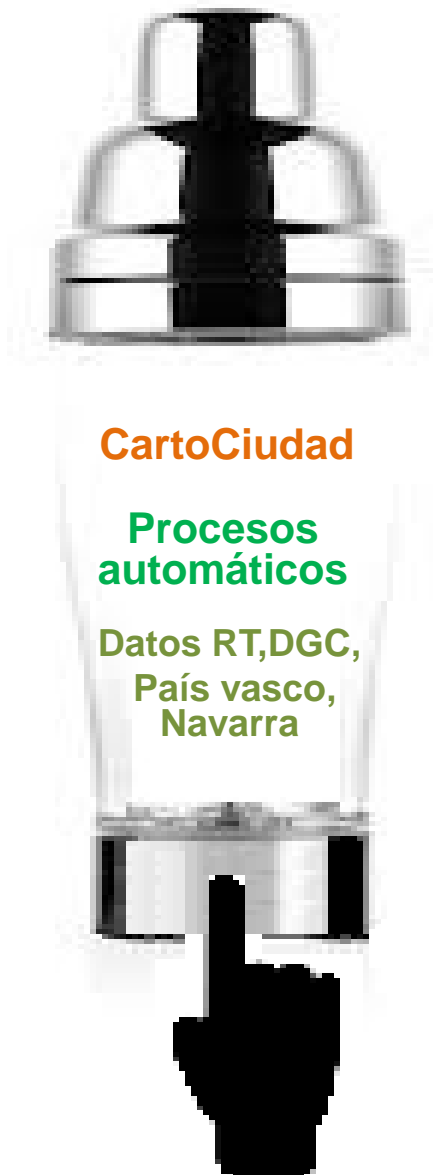 CartoCiudad
Procesos
automáticos
Datos RT,DGC,
País vasco,
Navarra